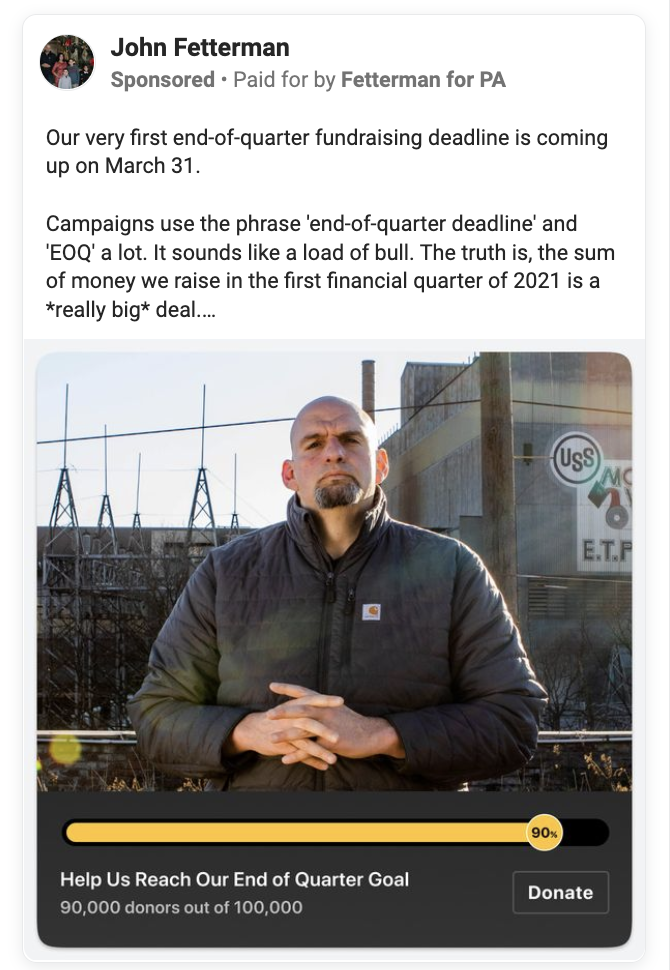 John Fetterman
Sponsored • Paid for by Fetterman for PA
Our very first end-of-quarter fundraising deadline is coming
up on March 31.
Campaigns use the phrase 'end-of-quarter deadline' and
'EOQ' a lot. It sounds like a load of bull. The truth is, the sum
of money we raise in the first financial quarter of 2021 is a
*really big* deal....
USS
MO
E.T.
90%
Help Us Reach Our End of Quarter Goal
90,000 donors out of 100,000
Donate